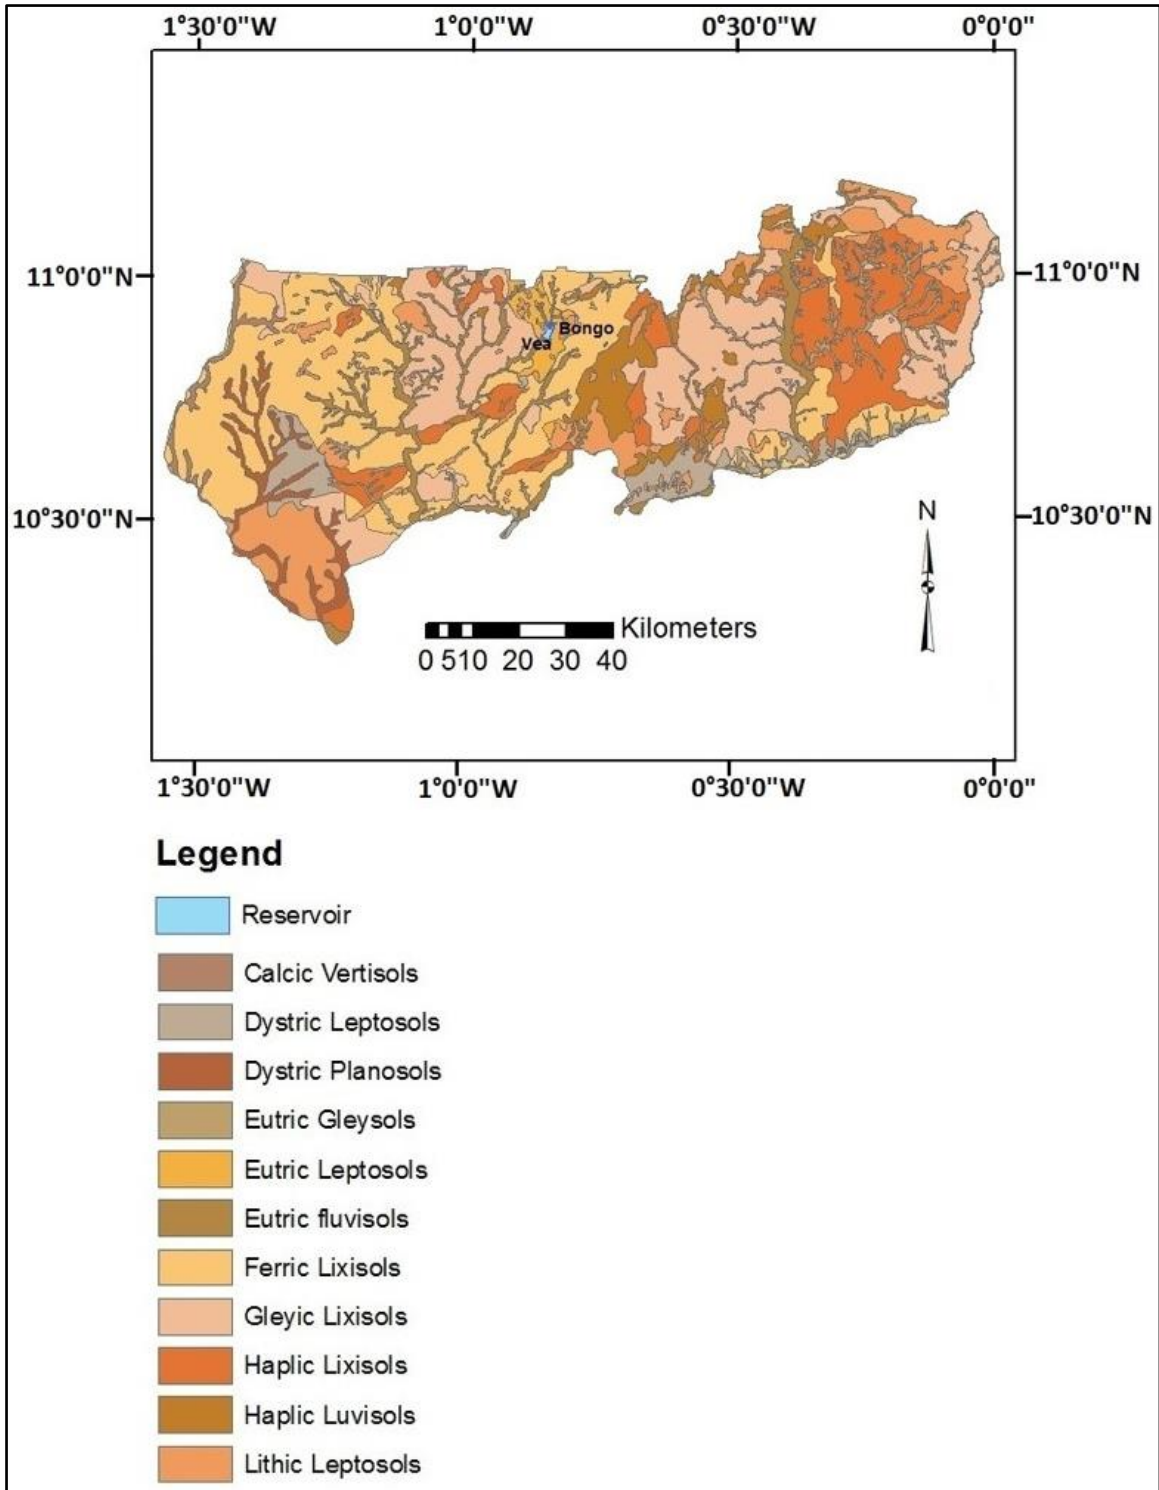 1°30'0"W 1°0'0"W 0°30'0"W 0°0'0"
11°0'0"N 11°0'0"N
Bongo
Vea
10°30'0"N 10°30'0"N
N
Kilometers
0 510 20 30 40
1°30'0"W 1°0'0"W 0°30'0"W 0°0'0"
Legend
Reservoir
Calcic Vertisols
Dystric Leptosols
Dystric Planosols
Eutric Gleysols
Eutric Leptosols
Eutric fluvisols
Ferric Lixisols
Gleyic Lixisols
Haplic Lixisols
Haplic Luvisols
Lithic Leptosols